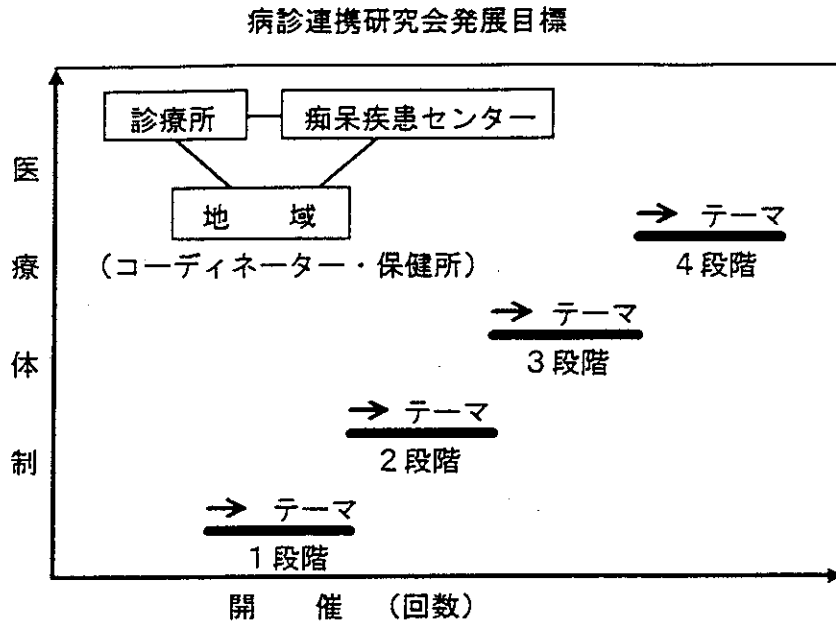 病診連携研究会発展目標
診療所
痴呆疾患センター
地 域
(コーディネーター・保健所)
医療体制
→ テーマ
4段階
→ テーマ
3段階
→ テーマ
2段階
→ テーマ
1段階
開 催 (回数)